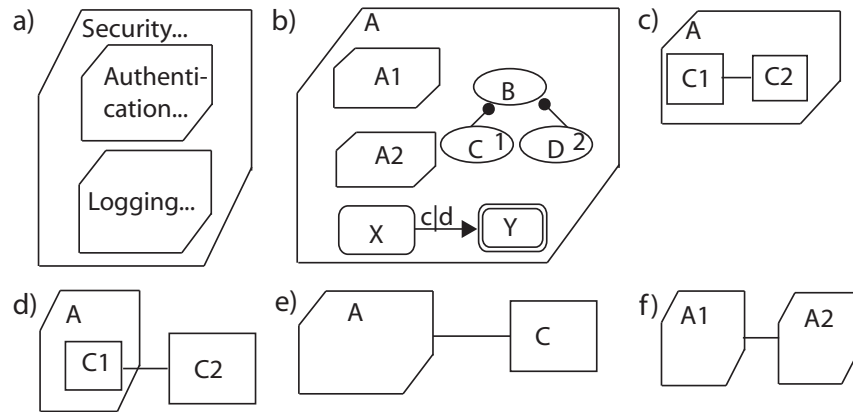 a)
Security...
Authenti-
cation...
Logging...
b)
A
A1
B
A2
C 1
D 2
X
c|d
Y
c)
A
C1
C2
d)
A
C1
C2
e)
A
C
f)
A1
A2